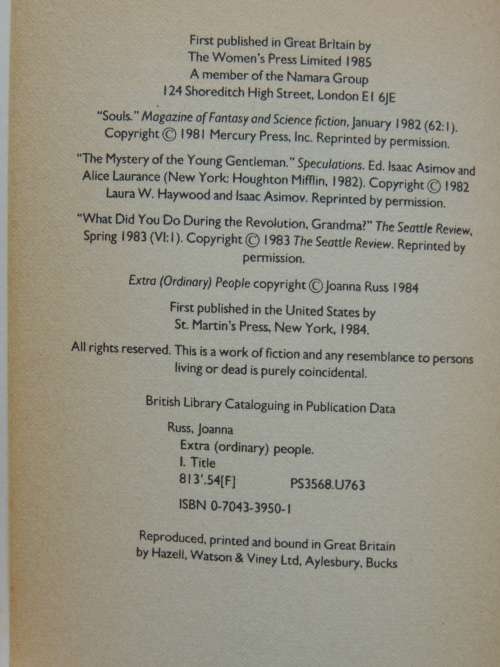 First published in Great Britain by
The Women's Press Limited 1985
A member of the Namara Group
124 Shoreditch High Street, London E1 6JE
"Souls." Magazine of Fantasy and Science fiction, January 1982 (62:1).
Copyright © 1981 Mercury Press, Inc. Reprinted by permission.
"The Mystery of the Young Gentleman." Speculations. Ed. Isaac Asimov and
Alice Laurance (New York: Houghton Mifflin, 1982). Copyright © 1982
Laura W. Haywood and Isaac Asimov. Reprinted by permission.
"What Did You Do During the Revolution, Grandma?" The Seattle Review,
Spring 1983 (VI:1). Copyright © 1983 The Seattle Review. Reprinted by
permission.
Extra (Ordinary) People copyright © Joanna Russ 1984
First published in the United States by
St. Martin's Press, New York, 1984.
All rights reserved. This is a work of fiction and any resemblance to persons
living or dead is purely coincidental.
British Library Cataloguing in Publication Data
Russ, Joanna
Extra (ordinary) people.
I. Title
813'.54[F] PS3568.U763
ISBN 0-7043-3950-1
Reproduced, printed and bound in Great Britain
by Hazell, Watson & Viney Ltd, Aylesbury, Bucks